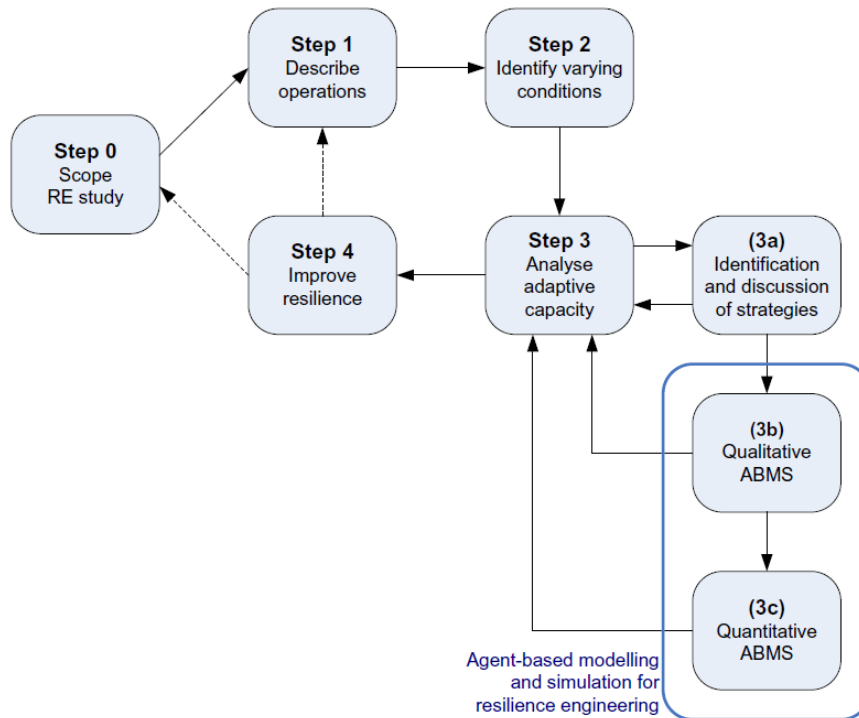 Step 1
Describe
operations
Step 2
Identify varying
conditions
Step 0
Scope
RE study
Step 4
Improve
resilience
Step 3
Analyse
adaptive
capacity
(3a)
Identification
and discussion
of strategies
(3b)
Qualitative
ABMS
(3c)
Quantitative
ABMS
Agent-based modelling
and simulation for
resilience engineering